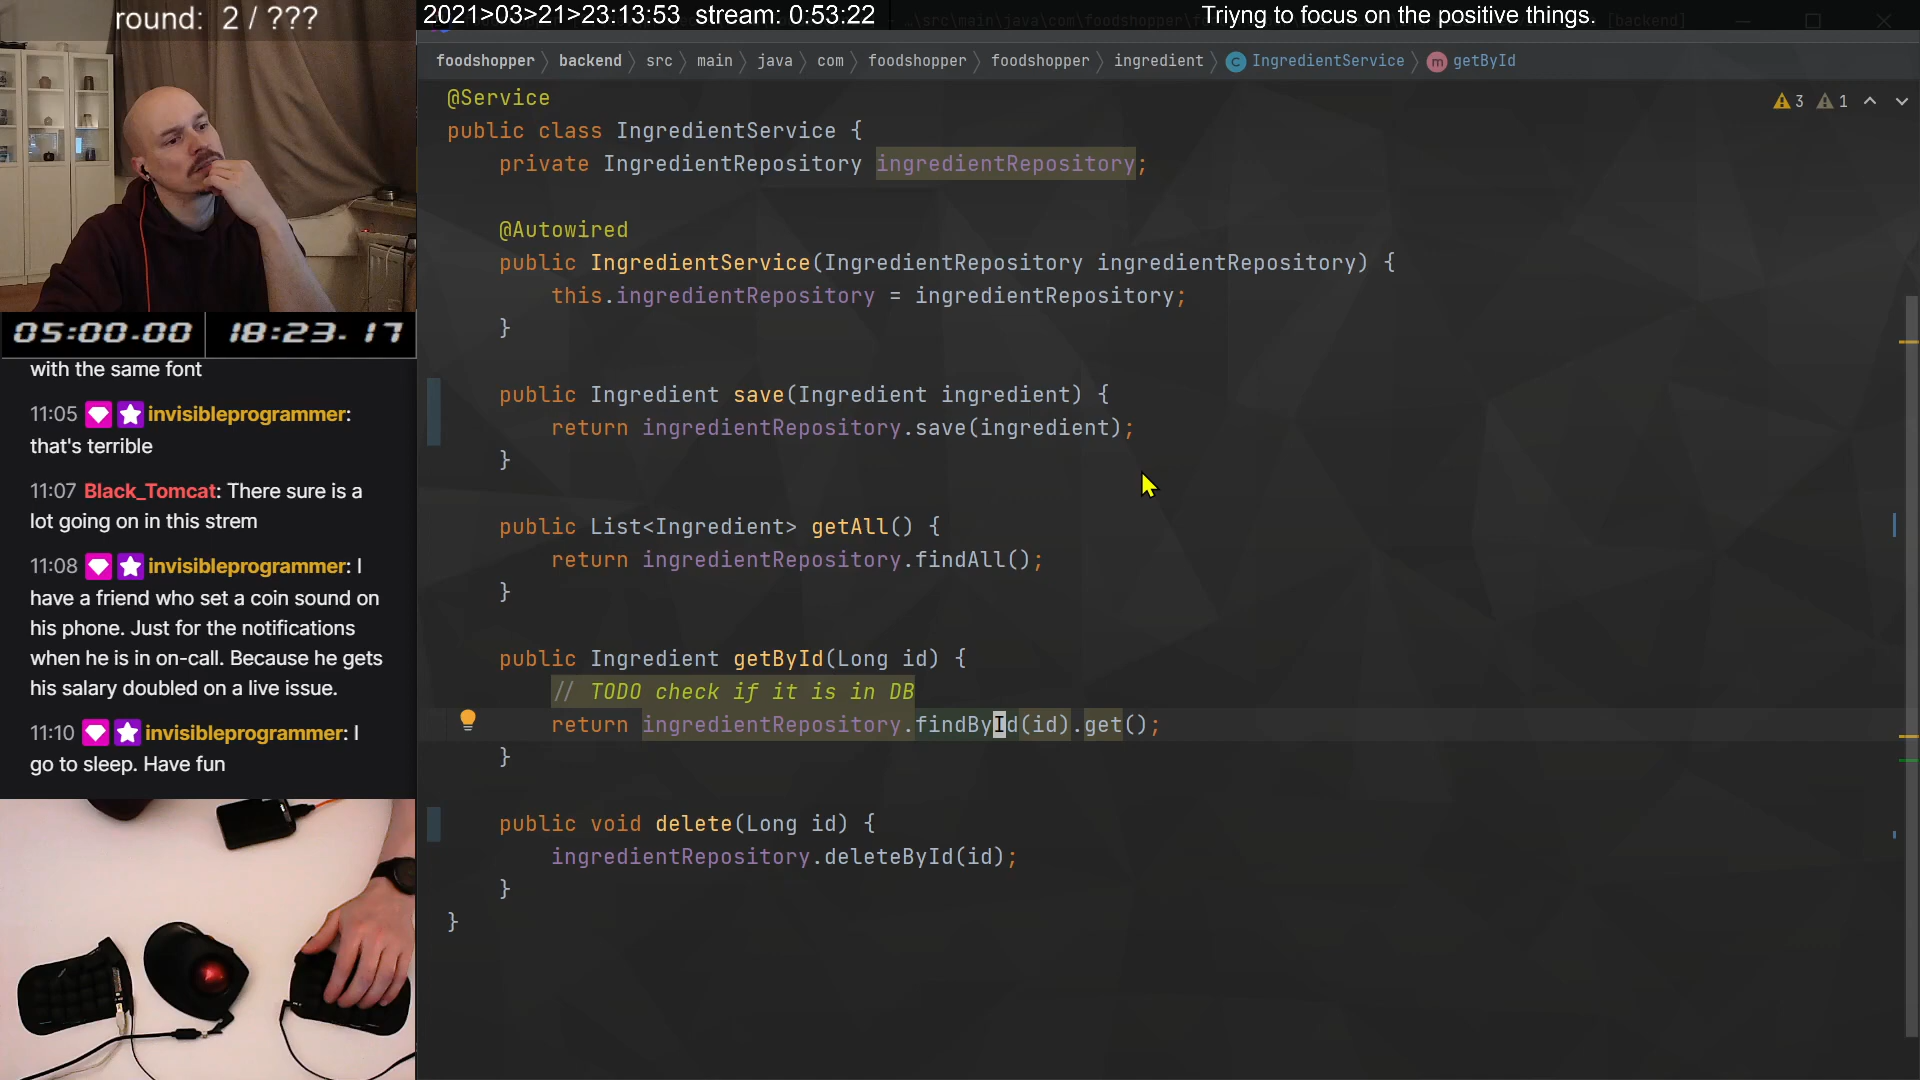 round: 2 / ???
2021>03>21>23:13:53 stream: 0:53:22
Triyng to focus on the positive things.
foodshopper backend src main java com foodshopper foodshopper ingredient IngredientService getById
@Service
3 1
public class IngredientService {
private IngredientRepository ingredientRepository;
@Autowired
public IngredientService(IngredientRepository ingredientRepository) {
this.ingredientRepository = ingredientRepository;
}
public Ingredient save(Ingredient ingredient) {
return ingredientRepository.save(ingredient);
}
public List<Ingredient> getAll() {
return ingredientRepository.findAll();
}
public Ingredient getById(Long id) {
// TODO check if it is in DB
return ingredientRepository.findById(id).get();
}
public void delete(Long id) {
ingredientRepository.deleteById(id);
}
}
05:00.00 18:23.17
with the same font
11:05 invisibleprogrammer:
that's terrible
11:07 Black_Tomcat: There sure is a
lot going on in this strem
11:08 invisibleprogrammer: I
have a friend who set a coin sound on
his phone. Just for the notifications
when he is in on-call. Because he gets
his salary doubled on a live issue.
11:10 invisibleprogrammer: I
go to sleep. Have fun